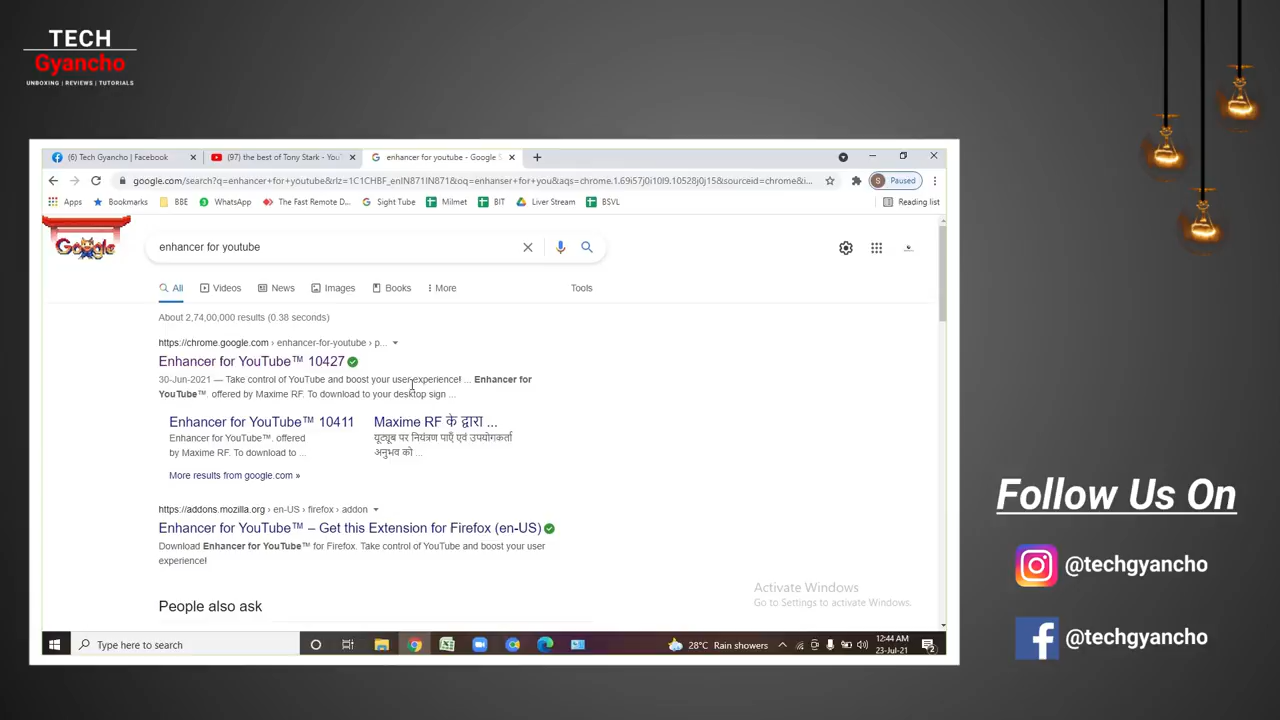 TECH
Gyancho
UNBOXING | REVIEWS | TUTORIALS
(6) Tech Gyancho | Facebook
(97) the best of Tony Stark - You
enhancer for youtube - Google S
google.com/search?q=enhancer+for+youtube&rlz=1C1CHBF_enIN871IN871&oq=enhanser+for+you&aqs=chrome.1.69i57j0i10l9.10528j0j15&sourceid=chrome&i...
S Paused
Apps
Bookmarks
BBE
WhatsApp
The Fast Remote D...
Sight Tube
Milmet
BIT
Live Stream
BSVL
Reading list
Google
enhancer for youtube
All
Videos
News
Images
Books
More
Tools
About 2,74,00,000 results (0.38 seconds)
https://chrome.google.com › enhancer-for-youtube › p...
Enhancer for YouTube™ 10427
30-Jun-2021 — Take control of YouTube and boost your user experience! ... Enhancer for
YouTube™. offered by Maxime RF. To download to your desktop sign ...
Enhancer for YouTube™ 10411
Enhancer for YouTube™. offered
by Maxime RF. To download to ...
Maxime RF के द्वारा ...
यूट्यूब पर नियंत्रण पाएँ एवं उपयोगकर्ता
अनुभव को ...
More results from google.com »
https://addons.mozilla.org › en-US › firefox › addon
Enhancer for YouTube™ – Get this Extension for Firefox (en-US)
Download Enhancer for YouTube™ for Firefox. Take control of YouTube and boost your user
experience!
People also ask
Activate Windows
Go to Settings to activate Windows.
Type here to search
28°C Rain showers
12:44 AM
23-Jul-21
2
Follow Us On
@techgyancho
@techgyancho